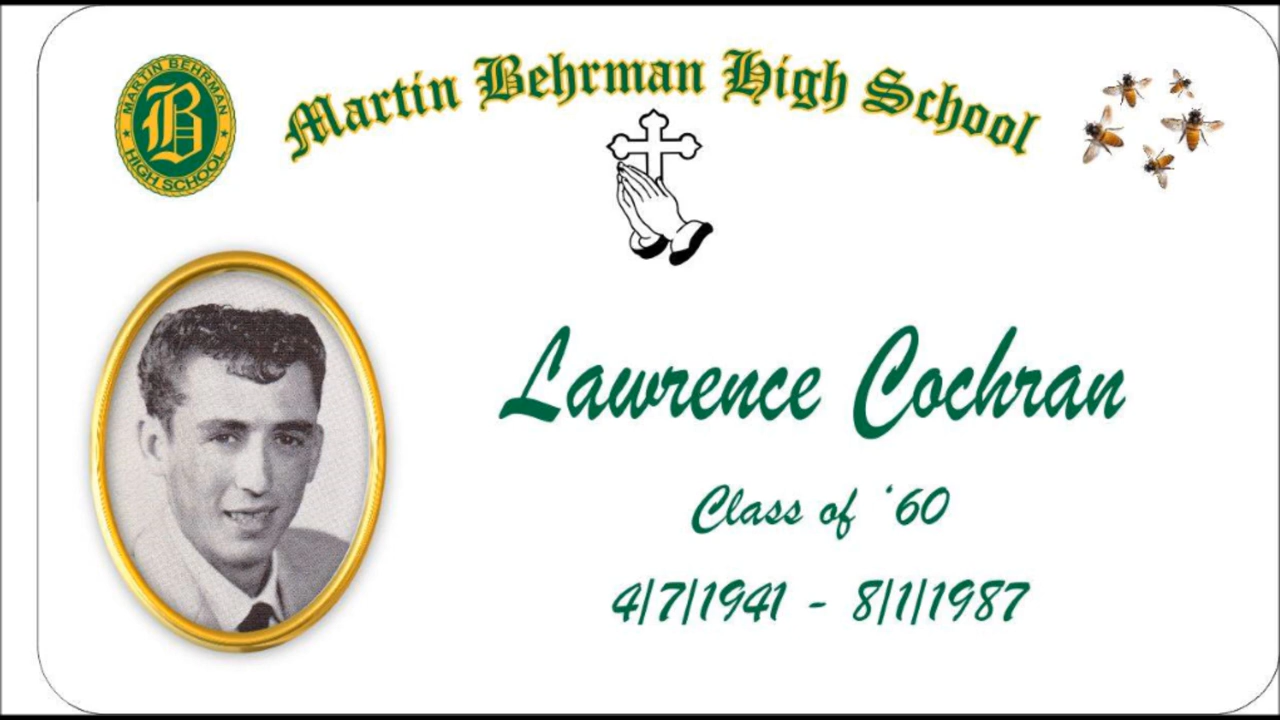 Martin Behrman High School
MARTIN BEHRMAN
B
HIGH SCHOOL
Lawrence Cochran
Class of ‘60
4/7/1941 - 8/1/1987